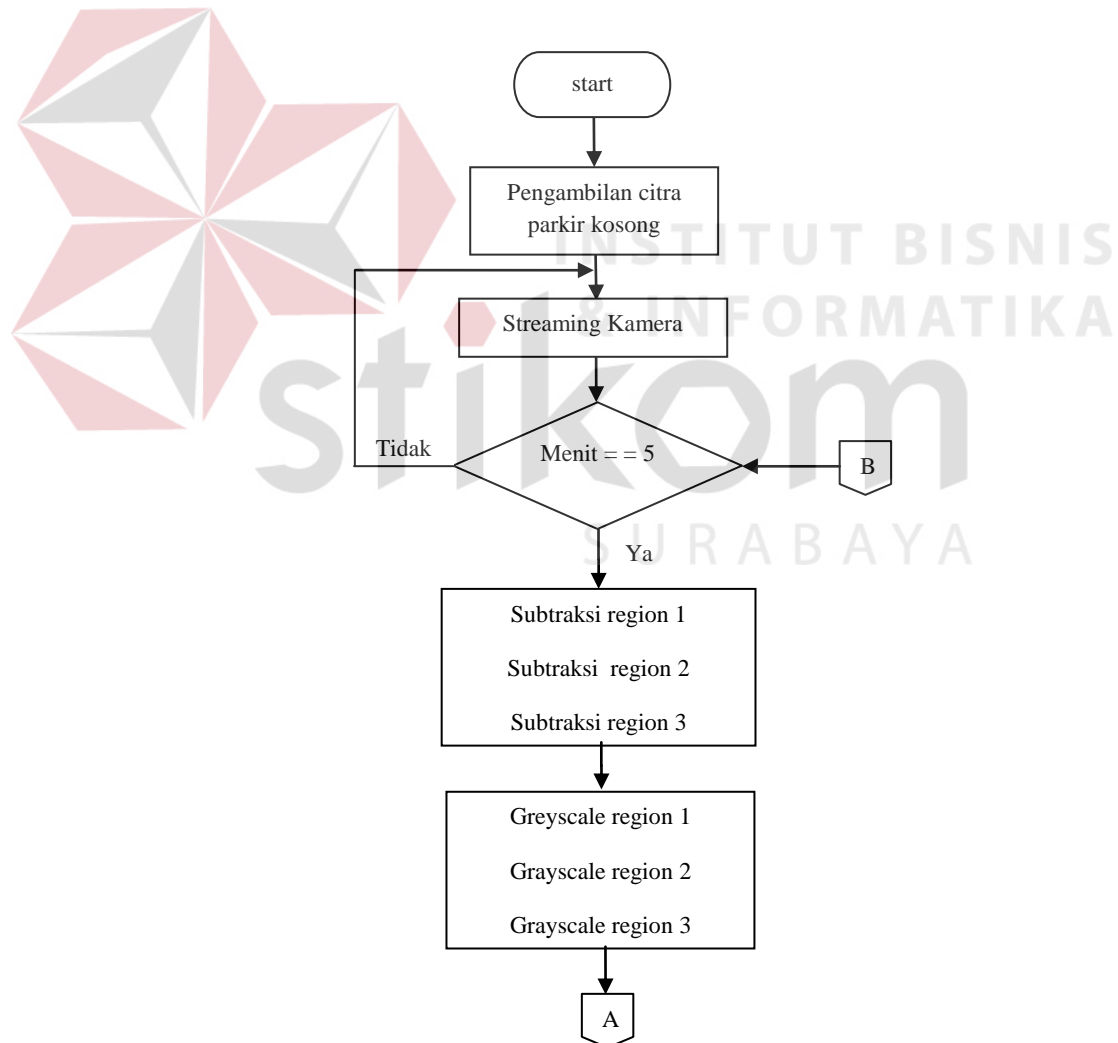 start
Pengambilan citra
parkir kosong
INSTITUT BISNIS
& INFORMATIKA
Streaming Kamera
stikom
Tidak
Menit = = 5
B
SURABAYA
Ya
Subtraksi region 1
Subtraksi region 2
Subtraksi region 3
Greyscale region 1
Grayscale region 2
Grayscale region 3
A